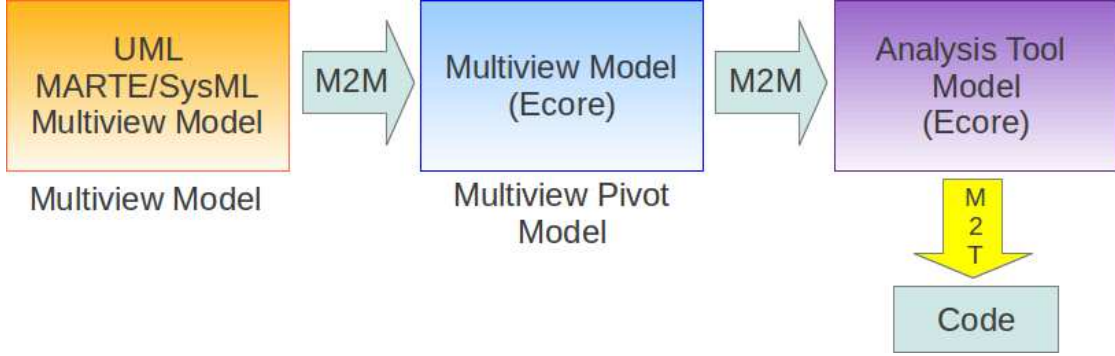 UML
MARTE/SysML
Multiview Model
M2M
Multiview Model
(Ecore)
M2M
Analysis Tool
Model
(Ecore)
Multiview Model
Multiview Pivot
Model
M
2
T
Code